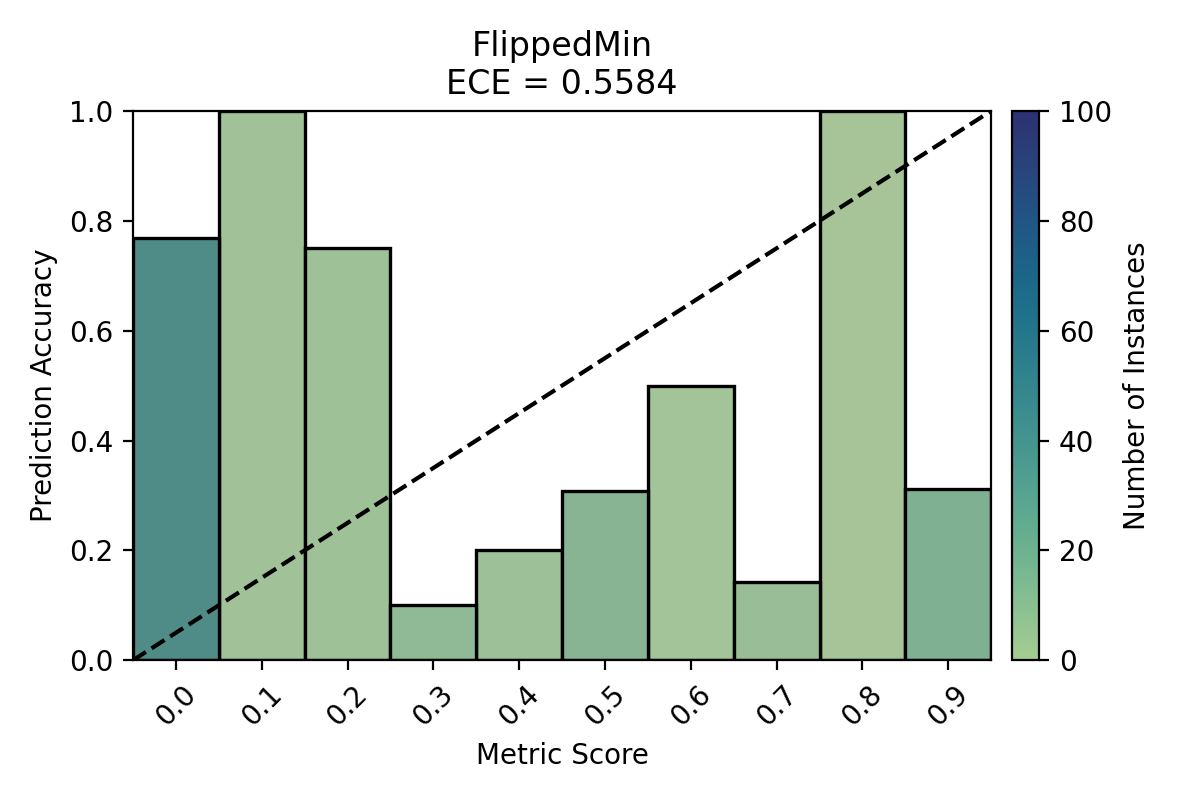 FlippedMin
ECE = 0.5584
1.0
0.8
0.6
0.4
0.2
0.0
Prediction Accuracy
0.0 0.1 0.2 0.3 0.4 0.5 0.6 0.7 0.8 0.9
Metric Score
100
80
60
40
20
0
Number of Instances